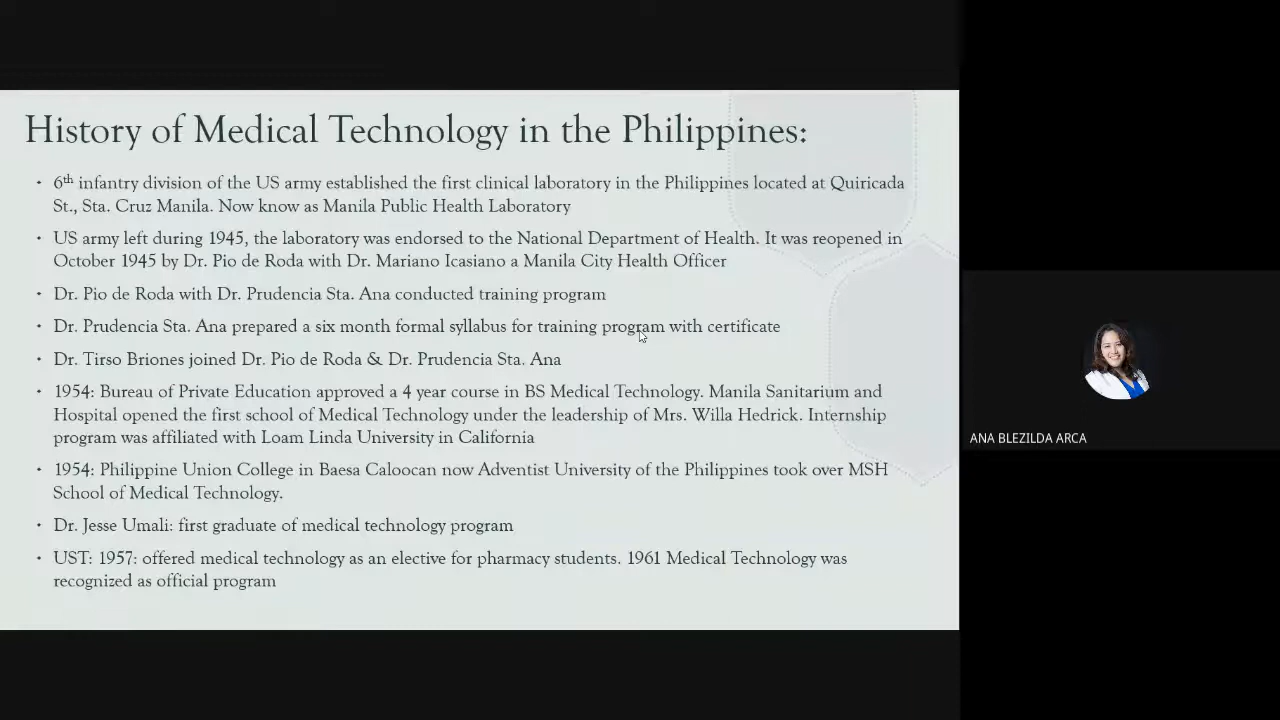 History of Medical Technology in the Philippines:
• 6th infantry division of the US army established the first clinical laboratory in the Philippines located at Quiricada
St., Sta. Cruz Manila. Now know as Manila Public Health Laboratory
• US army left during 1945, the laboratory was endorsed to the National Department of Health. It was reopened in
October 1945 by Dr. Pio de Roda with Dr. Mariano Icasiano a Manila City Health Officer
• Dr. Pio de Roda with Dr. Prudencia Sta. Ana conducted training program
• Dr. Prudencia Sta. Ana prepared a six month formal syllabus for training program with certificate
• Dr. Tirso Briones joined Dr. Pio de Roda & Dr. Prudencia Sta. Ana
• 1954: Bureau of Private Education approved a 4 year course in BS Medical Technology. Manila Sanitarium and
Hospital opened the first school of Medical Technology under the leadership of Mrs. Willa Hedrick. Internship
program was affiliated with Loam Linda University in California
• 1954: Philippine Union College in Baesa Caloocan now Adventist University of the Philippines took over MSH
School of Medical Technology.
• Dr. Jesse Umali: first graduate of medical technology program
• UST: 1957: offered medical technology as an elective for pharmacy students. 1961 Medical Technology was
recognized as official program
ANA BLEZILDA ARCA